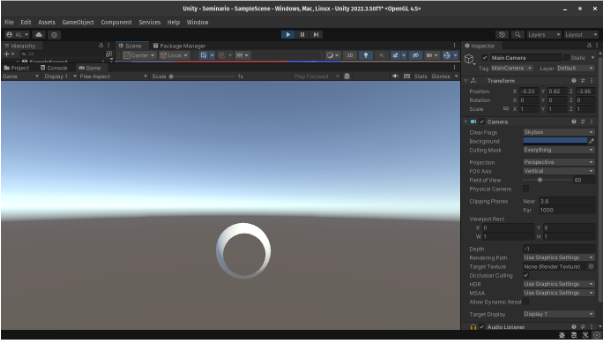 Unity - Seminario - SampleScene - Windows, Mac, Linux - Unity 2022.3.50f1* <OpenGL 4.5>
File Edit Assets GameObject Component Services Help Window
AL
Layers Layout
Hierarchy
Scene Package Manager
Center Local 2D
Project Console Game
Game Display 1 Free Aspect Scale 1x Play Focused Stats Gizmos
Inspector
Main Camera Static
Tag MainCamera Layer Default
Transform
Position X -0.23 Y 0.82 Z -3.95
Rotation X 0 Y 0 Z 0
Scale X 1 Y 1 Z 1
Camera
Clear Flags Skybox
Background
Culling Mask Everything
Projection Perspective
FOV Axis Vertical
Field of View 60
Physical Camera
Clipping Planes Near 3.6
Far 1000
Viewport Rect
X 0 Y 0
W 1 H 1
Depth -1
Rendering Path Use Graphics Settings
Target Texture None (Render Texture)
Occlusion Culling
HDR Use Graphics Settings
MSAA Use Graphics Settings
Allow Dynamic Resol
Target Display Display 1
Audio Listener